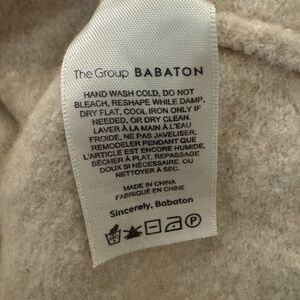 The Group BABATON
HAND WASH COLD, DO NOT
BLEACH, RESHAPE WHILE DAMP,
DRY FLAT, COOL IRON ONLY IF
NEEDED, OR DRY CLEAN.
LAVER À LA MAIN À L'EAU
FROIDE, NE PAS JAVELISER,
REMODELER PENDANT QUE
L'ARTICLE EST ENCORE HUMIDE,
SÉCHER À PLAT, REPASSAGE
DOUX SI NÉCESSAIRE, OU
NETTOYER À SEC.
MADE IN CHINA
FABRIQUÉ EN CHINE
Sincerely, Babaton
P